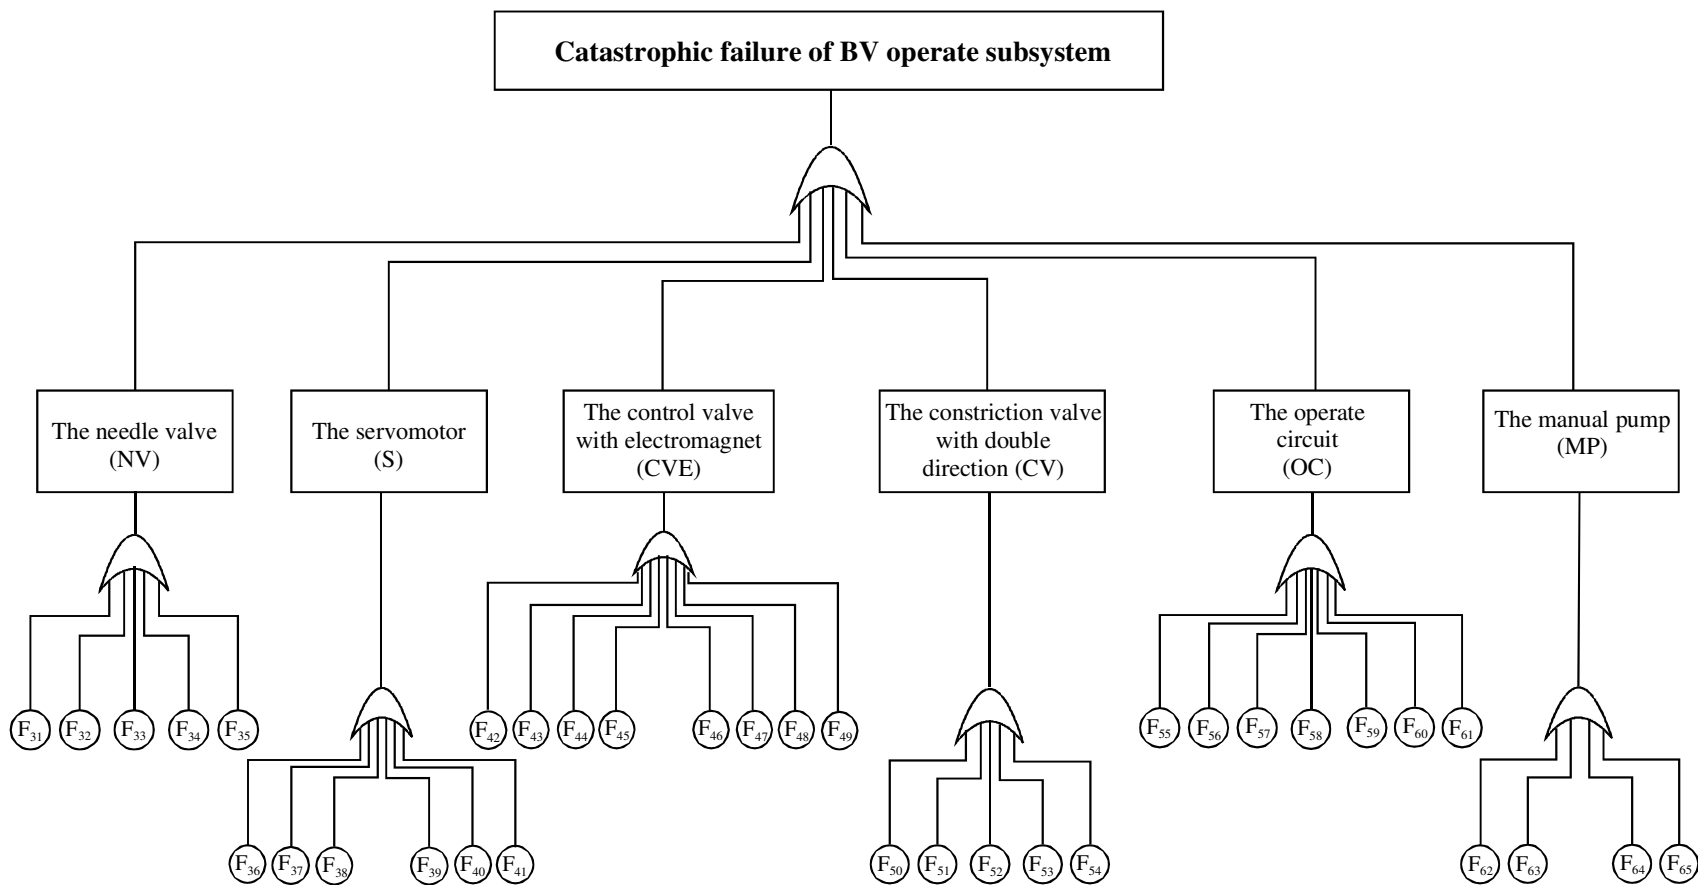 Catastrophic failure of BV operate subsystem
The needle valve
(NV)
The servomotor
(S)
The control valve
with electromagnet
(CVE)
The constriction valve
with double
direction (CV)
The operate
circuit
(OC)
The manual pump
(MP)
F31 F32 F33 F34 F35
F42 F43 F44 F45 F46 F47 F48 F49
F55 F56 F57 F58 F59 F60 F61
F36 F37 F38 F39 F40 F41
F50 F51 F52 F53 F54
F62 F63 F64 F65